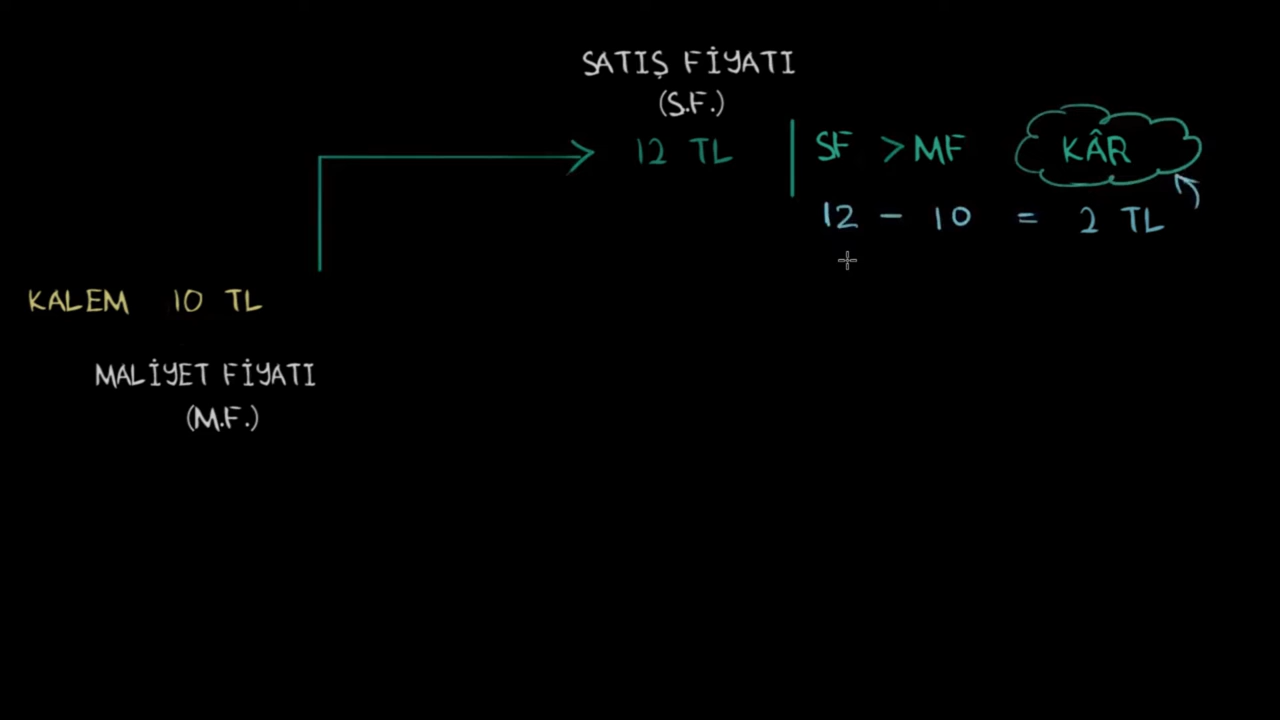 SATIŞ FİYATI
(S.F.)
12 TL | SF > MF KÂR
12 - 10 = 2 TL
KALEM 10 TL
MALİYET FİYATI
(M.F.)